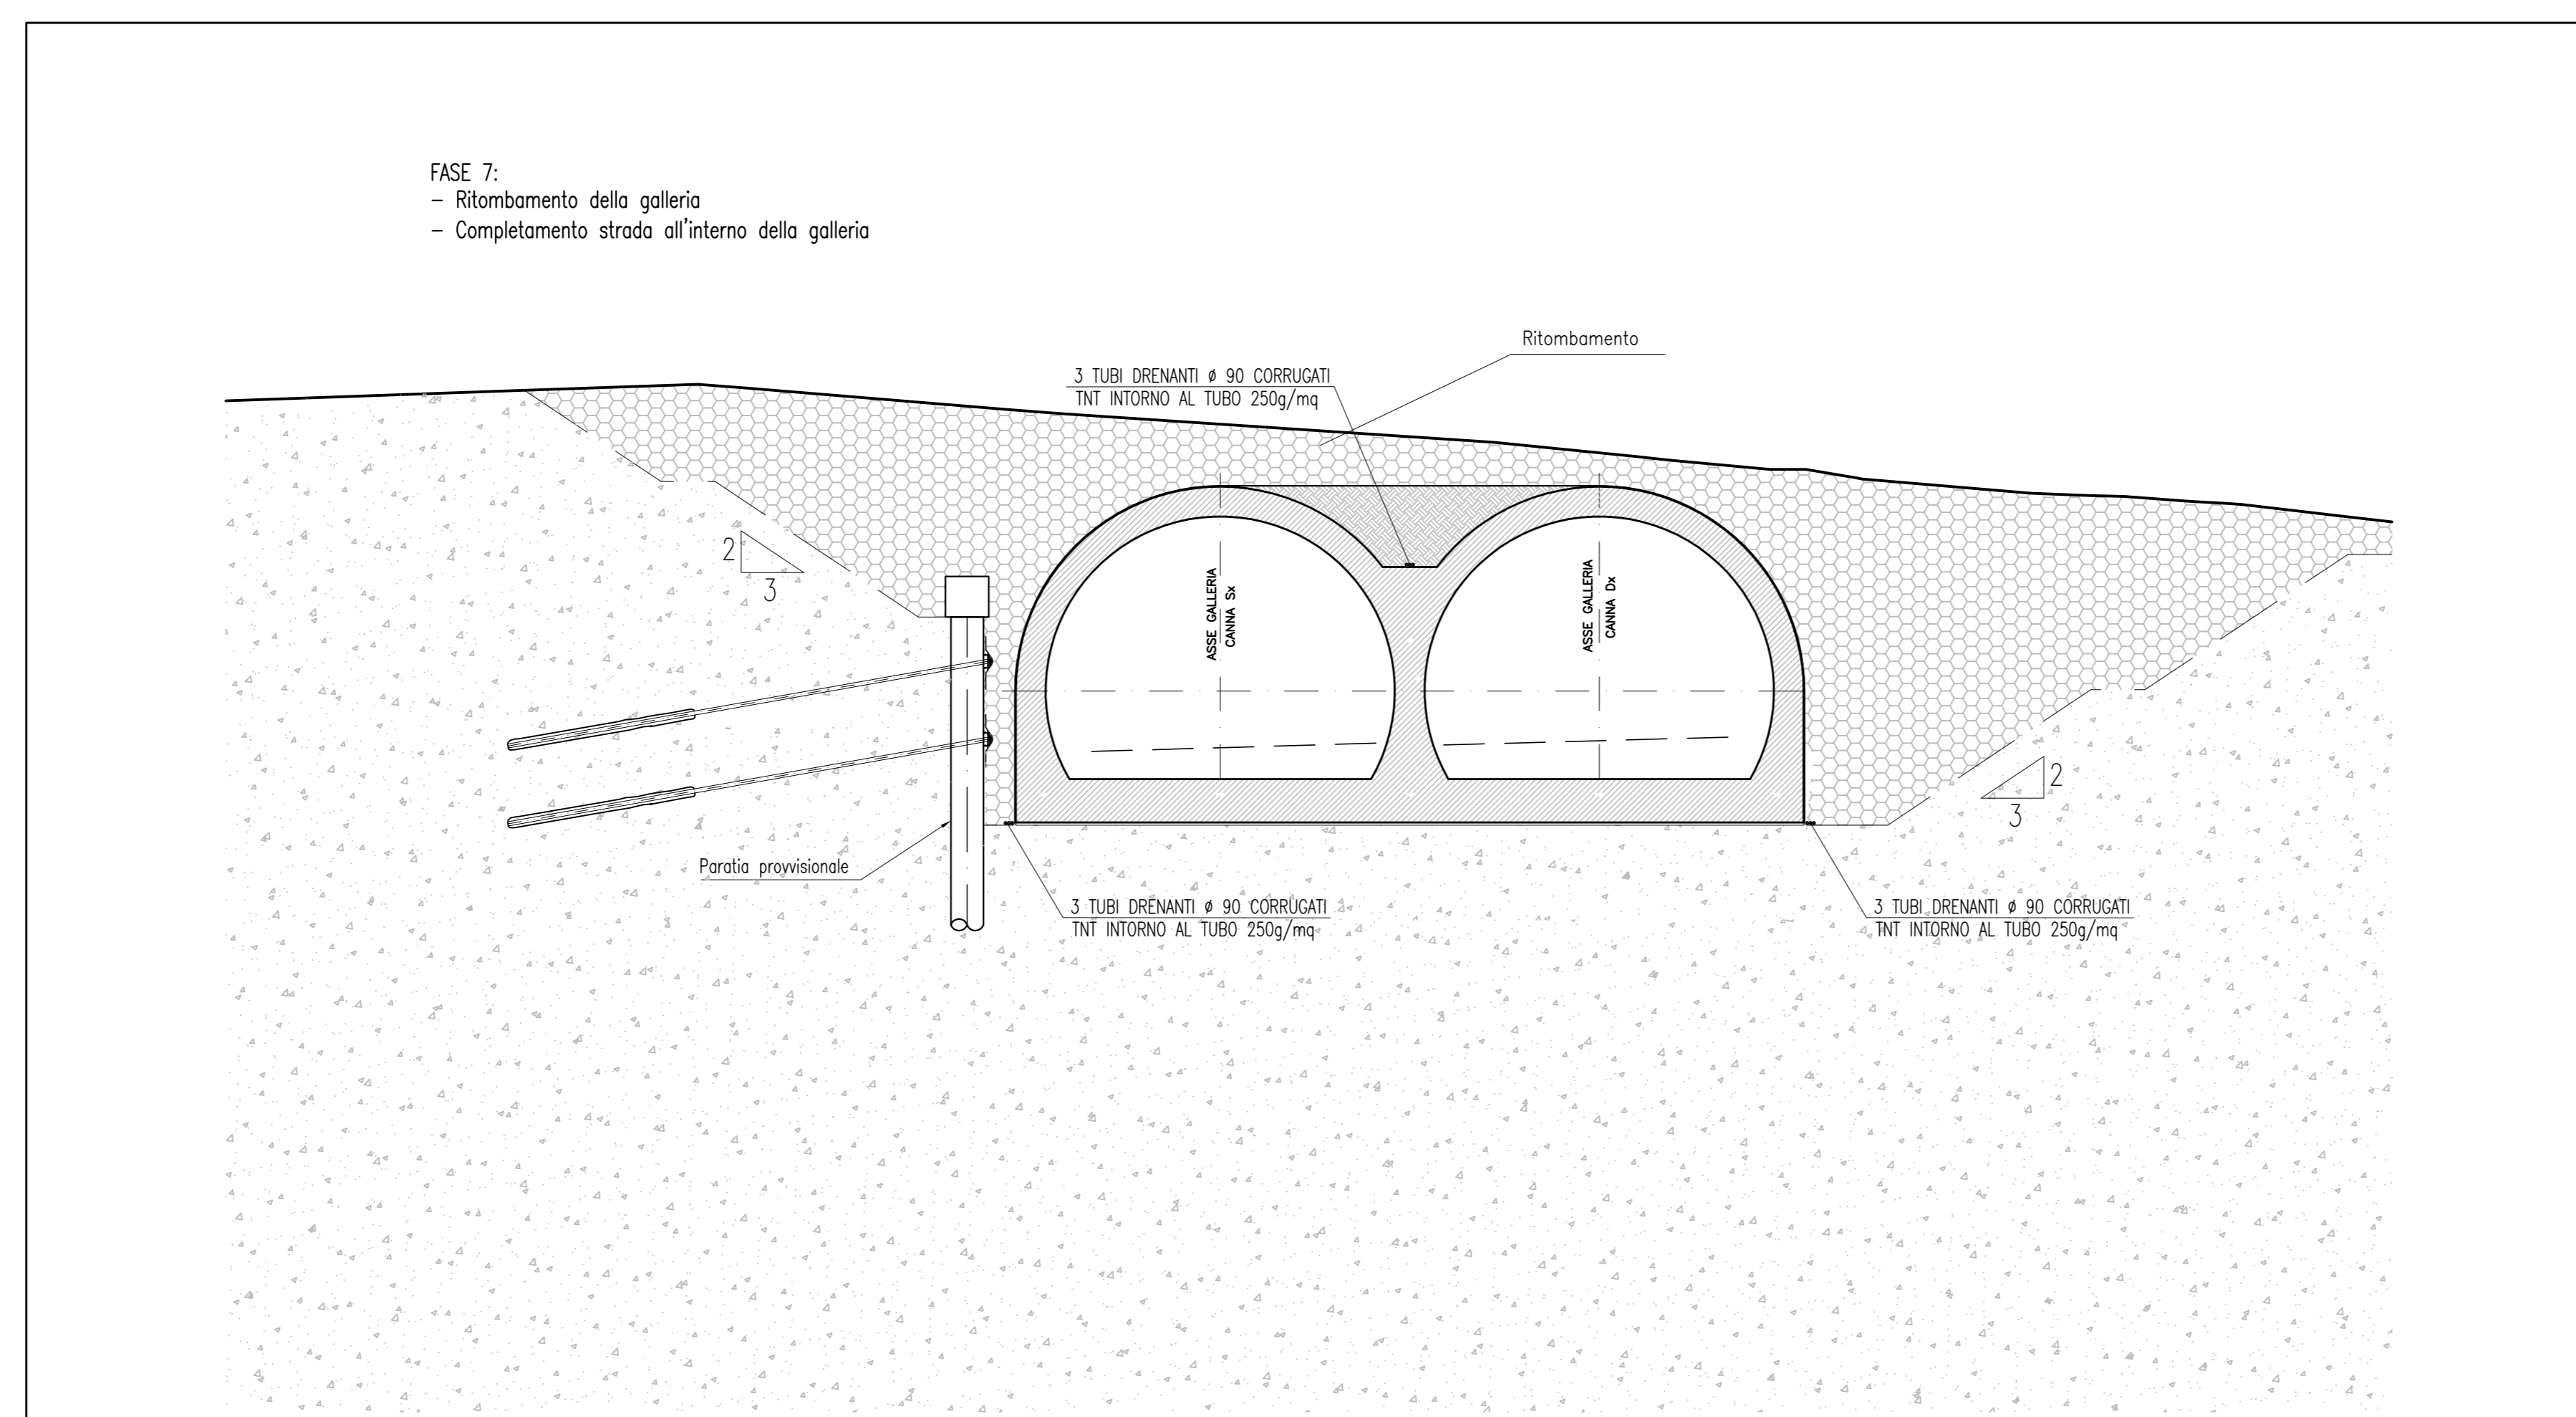 FASE 7:
- Ritombamento della galleria
- Completamento strada all'interno della galleria
Ritombamento
3 TUBI DRENANTI ø 90 CORRUGATI
TNT INTORNO AL TUBO 250g/mq
2
3
ASSE GALLERIA
CANNA Sx
ASSE GALLERIA
CANNA Dx
2
3
Paratia provvisionale
3 TUBI DRENANTI ø 90 CORRUGATI
TNT INTORNO AL TUBO 250g/mq
3 TUBI DRENANTI ø 90 CORRUGATI
TNT INTORNO AL TUBO 250g/mq